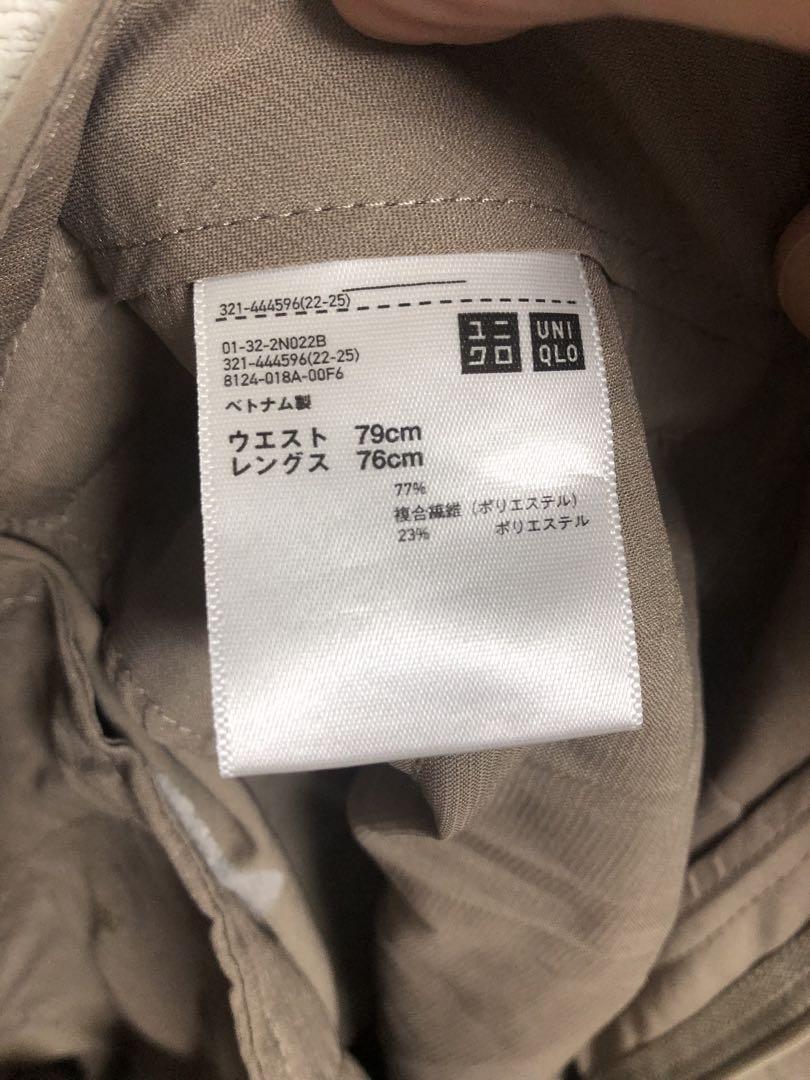 321-444596(22-25)
01-32-2N022B
321-444596(22-25)
8124-018A-00F6
ユニクロ
UNIQLO
ベトナム製
ウエスト 79cm
レングス 76cm
77%
複合繊維(ポリエステル)
23% ポリエステル